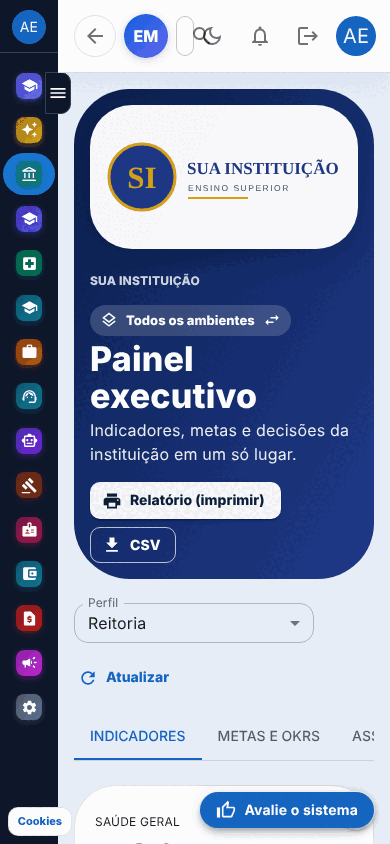 AE
EM
AE
SI
SUA INSTITUIÇÃO
ENSINO SUPERIOR
SUA INSTITUIÇÃO
Todos os ambientes
Painel
executivo
Indicadores, metas e decisões da
instituição em um só lugar.
Relatório (imprimir)
CSV
Perfil
Reitoria
Atualizar
INDICADORES METAS E OKRS
SAÚDE GERAL
Avalie o sistema
Cookies